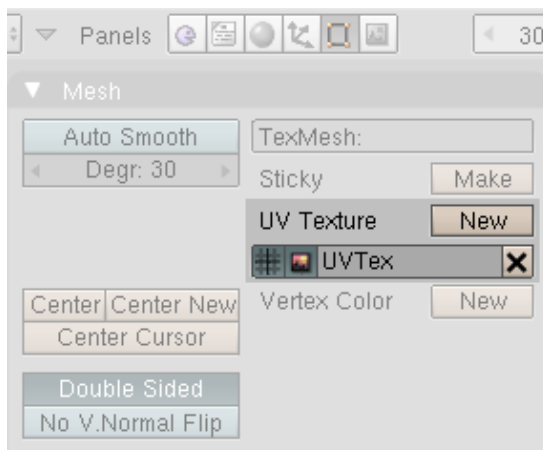 Panels 30
Mesh
Auto Smooth TexMesh:
Degr: 30 Sticky Make
UV Texture New
UVTex
Center Center New Vertex Color New
Center Cursor
Double Sided
No V.Normal Flip